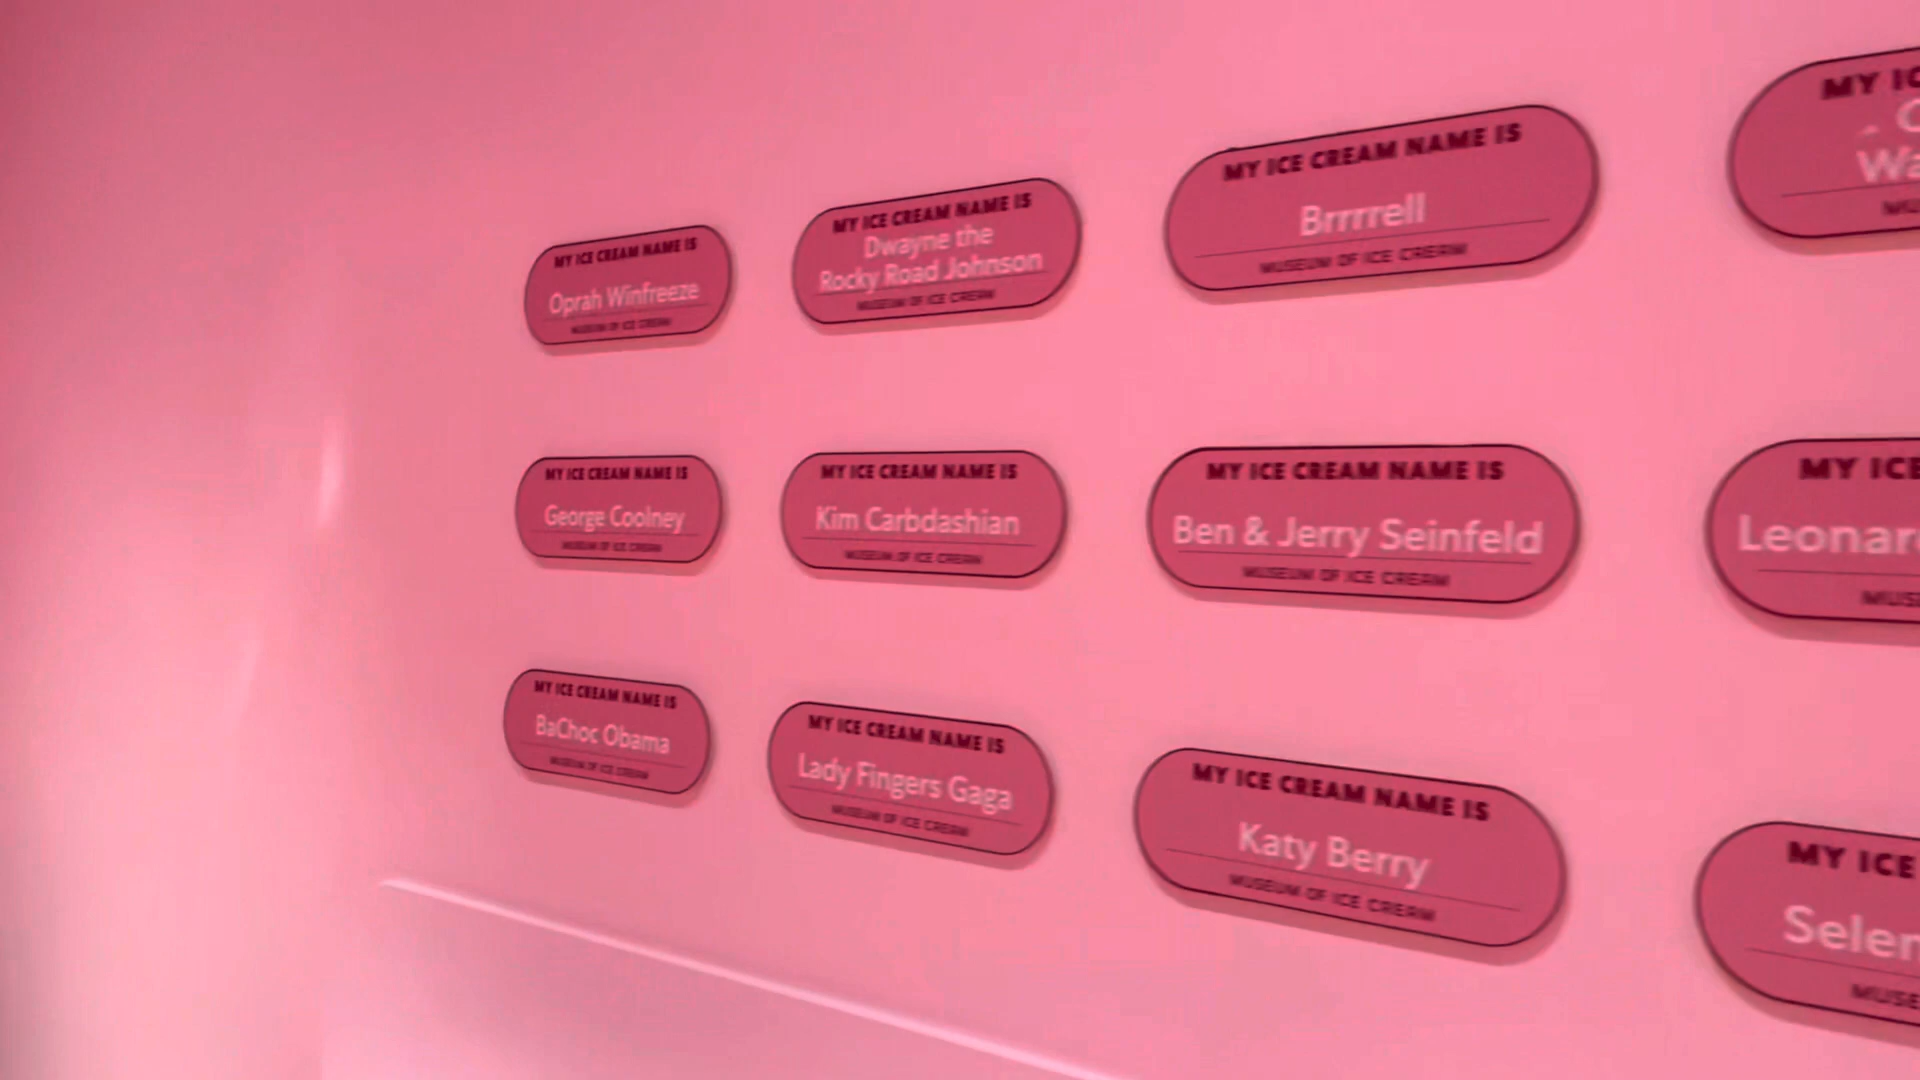 MY ICE CREAM NAME IS
Oprah Winfreeze
MUSEUM OF ICE CREAM
MY ICE CREAM NAME IS
Dwayne the
Rocky Road Johnson
MUSEUM OF ICE CREAM
MY ICE CREAM NAME IS
Brrrrell
MUSEUM OF ICE CREAM
MY
MY ICE CREAM NAME IS
George Coolney
MUSEUM OF ICE CREAM
MY ICE CREAM NAME IS
Kim Carbdashian
MUSEUM OF ICE CREAM
MY ICE CREAM NAME IS
Ben & Jerry Seinfeld
MUSEUM OF ICE CREAM
MY ICE
MY ICE CREAM NAME IS
BaChoc Obama
MUSEUM OF ICE CREAM
MY ICE CREAM NAME IS
Lady Fingers Gaga
MUSEUM OF ICE CREAM
MY ICE CREAM NAME IS
Katy Berry
MUSEUM OF ICE CREAM
MY ICE